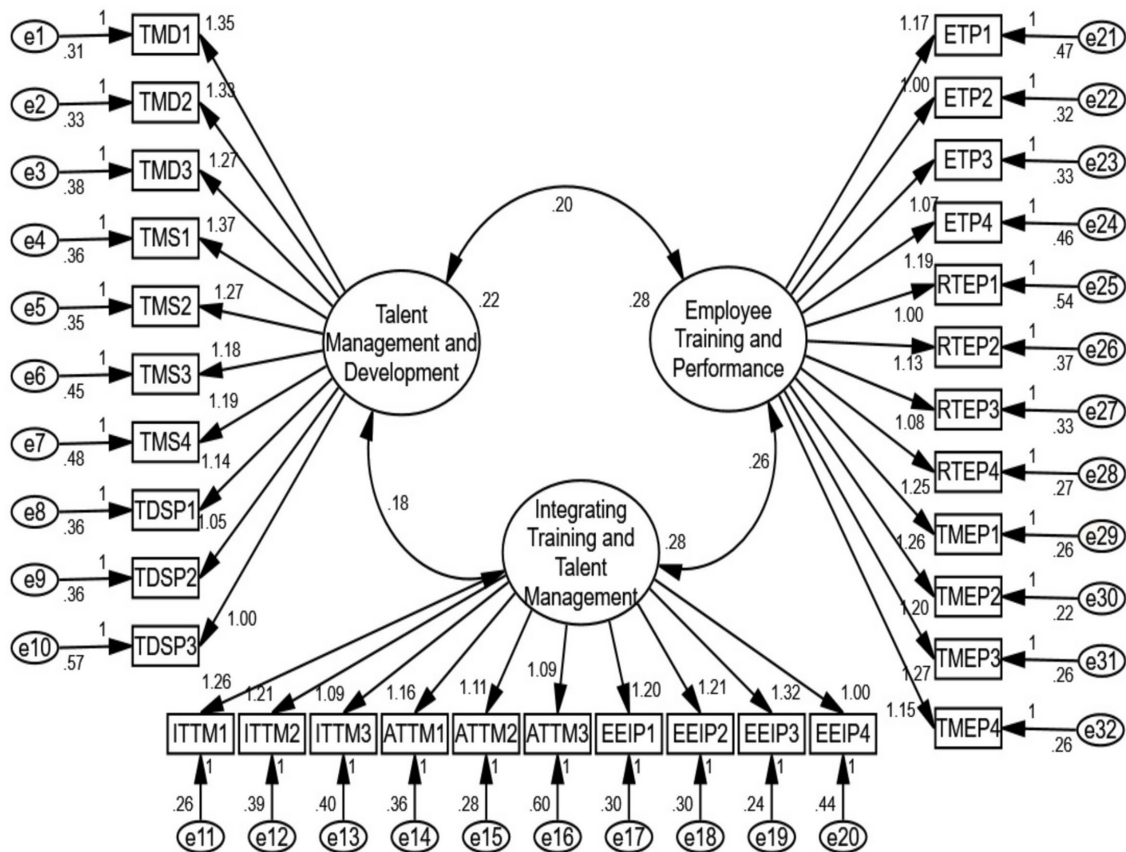 e1 1 .31 TMD1 1.35
e2 1 .33 TMD2 1.33
e3 1 .38 TMD3 1.27
e4 1 .36 TMS1 1.37
e5 1 .35 TMS2 1.27
e6 1 .45 TMS3 1.18
e7 1 .48 TMS4 1.19
e8 1 .36 TDSP1 1.14
e9 1 .36 TDSP2 1.05
e10 1 .57 TDSP3 1.00
.20
Talent
Management and
Development
.22
.28
Employee
Training and
Performance
.18
.26
Integrating
Training and
Talent
Management
.28
1.17 ETP1 1 .47 e21
1.00 ETP2 1 .32 e22
ETP3 1 .33 e23
1.07 ETP4 1 .46 e24
1.19 RTEP1 1 .54 e25
1.00 RTEP2 1 .37 e26
1.13 RTEP3 1 .33 e27
1.08 RTEP4 1 .27 e28
1.25 TMEP1 1 .26 e29
1.26 TMEP2 1 .22 e30
1.20 TMEP3 1 .26 e31
1.27
1.15 TMEP4 1 .26 e32
1.26 1.21 1.09 1.16 1.11 1.09 1.20 1.21 1.32 1.00
ITTM1 ITTM2 ITTM3 ATTM1 ATTM2 ATTM3 EEIP1 EEIP2 EEIP3 EEIP4
1 1 1 1 1 1 1 1 1 1
.26 .39 .40 .36 .28 .60 .30 .30 .24 .44
e11 e12 e13 e14 e15 e16 e17 e18 e19 e20